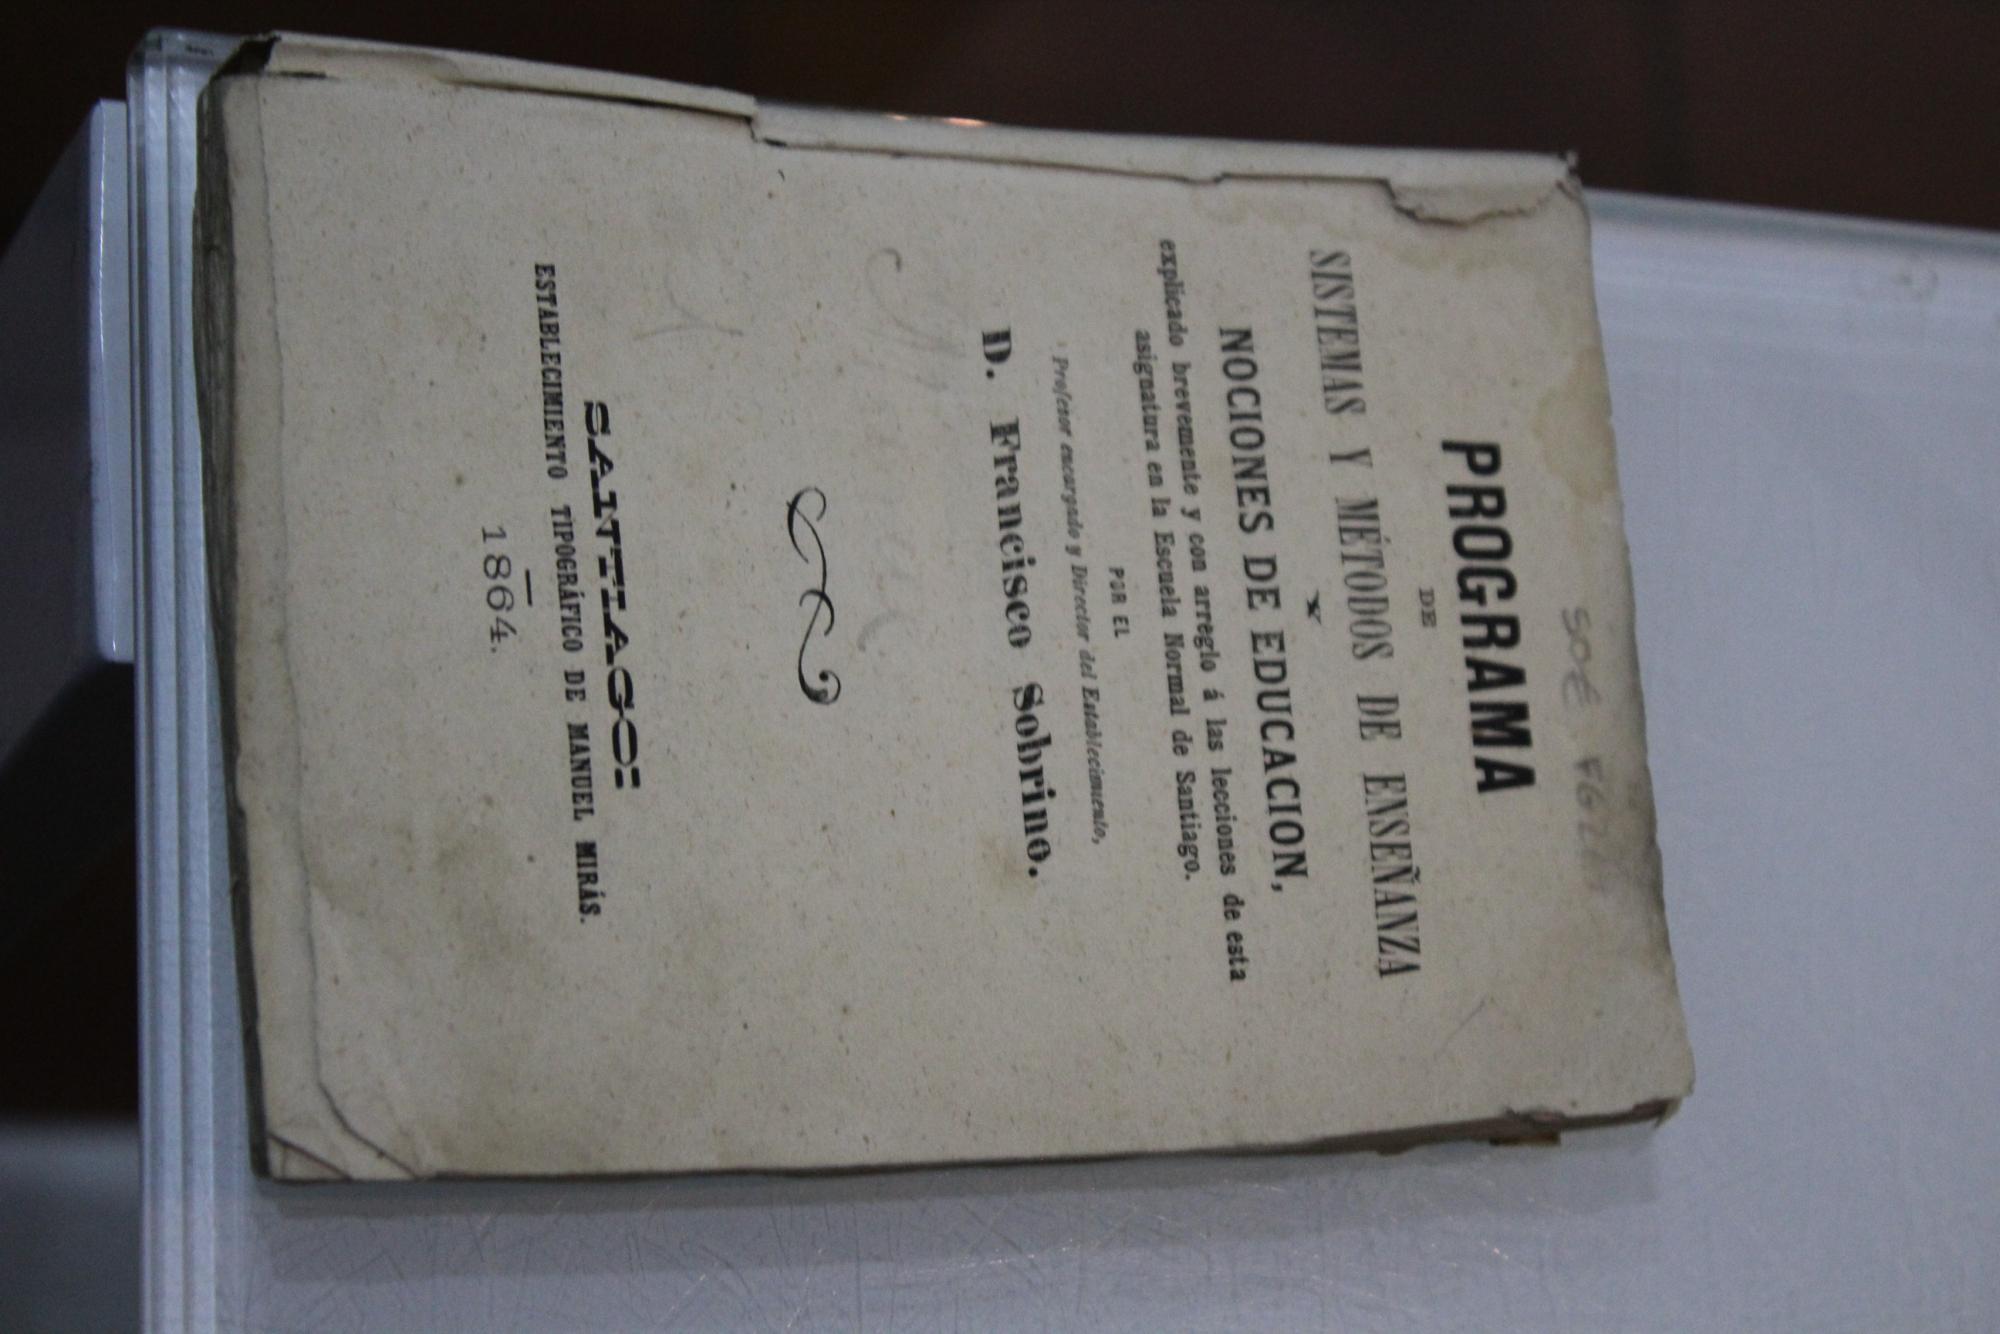 PROGRAMA
DE
SISTEMAS Y MÉTODOS DE ENSEÑANZA
Y
NOCIONES DE EDUCACION,
explicado brevemente y con arreglo á las lecciones de esta
asignatura en la Escuela Normal de Santiago.
POR EL
Profesor encargado y Director del Establecimiento,
D. Francisco Sobrino.
SANTIAGO:
ESTABLECIMIENTO TIPOGRÁFICO DE MANUEL MIRÁS.
1864.